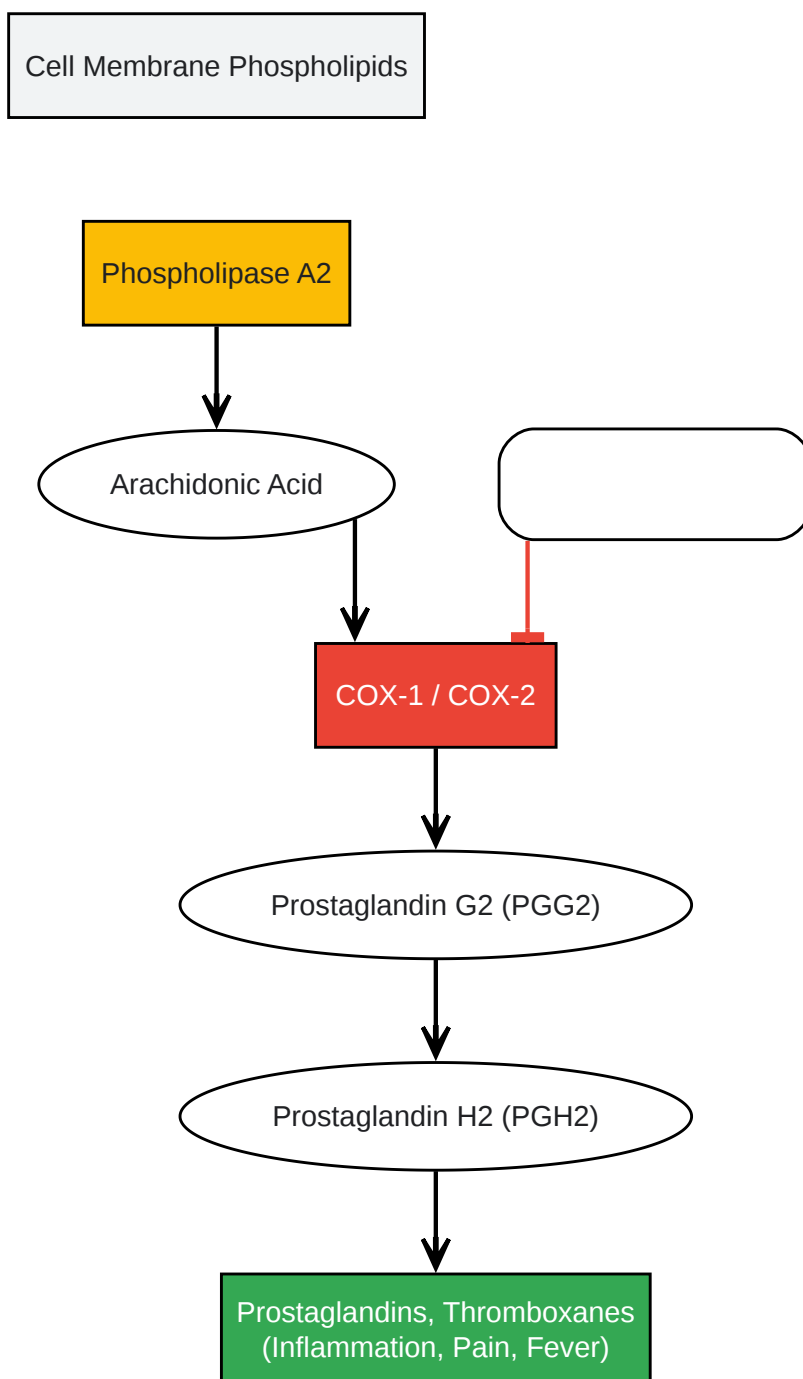 Cell Membrane Phospholipids
Phospholipase A2
Arachidonic Acid
COX-1 / COX-2
Prostaglandin G2 (PGG2)
Prostaglandin H2 (PGH2)
Prostaglandins, Thromboxanes
(Inflammation, Pain, Fever)